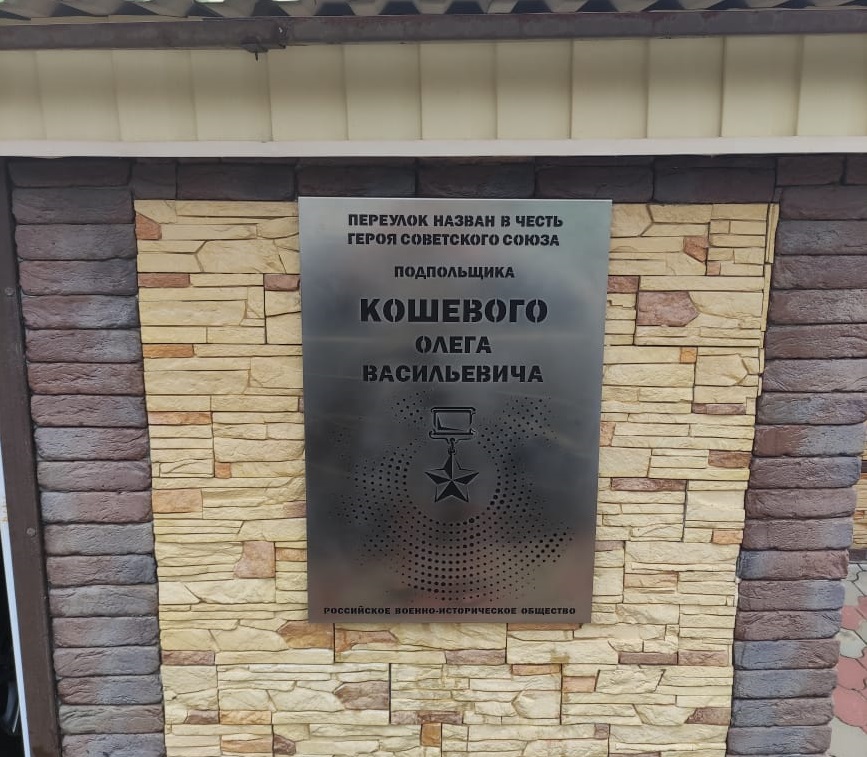 ПЕРЕУЛОК НАЗВАН В ЧЕСТЬ
ГЕРОЯ СОВЕТСКОГО СОЮЗА
ПОДПОЛЬЩИКА
КОШЕВОГО
ОЛЕГА
ВАСИЛЬЕВИЧА
РОССИЙСКОЕ ВОЕННО-ИСТОРИЧЕСКОЕ ОБЩЕСТВО